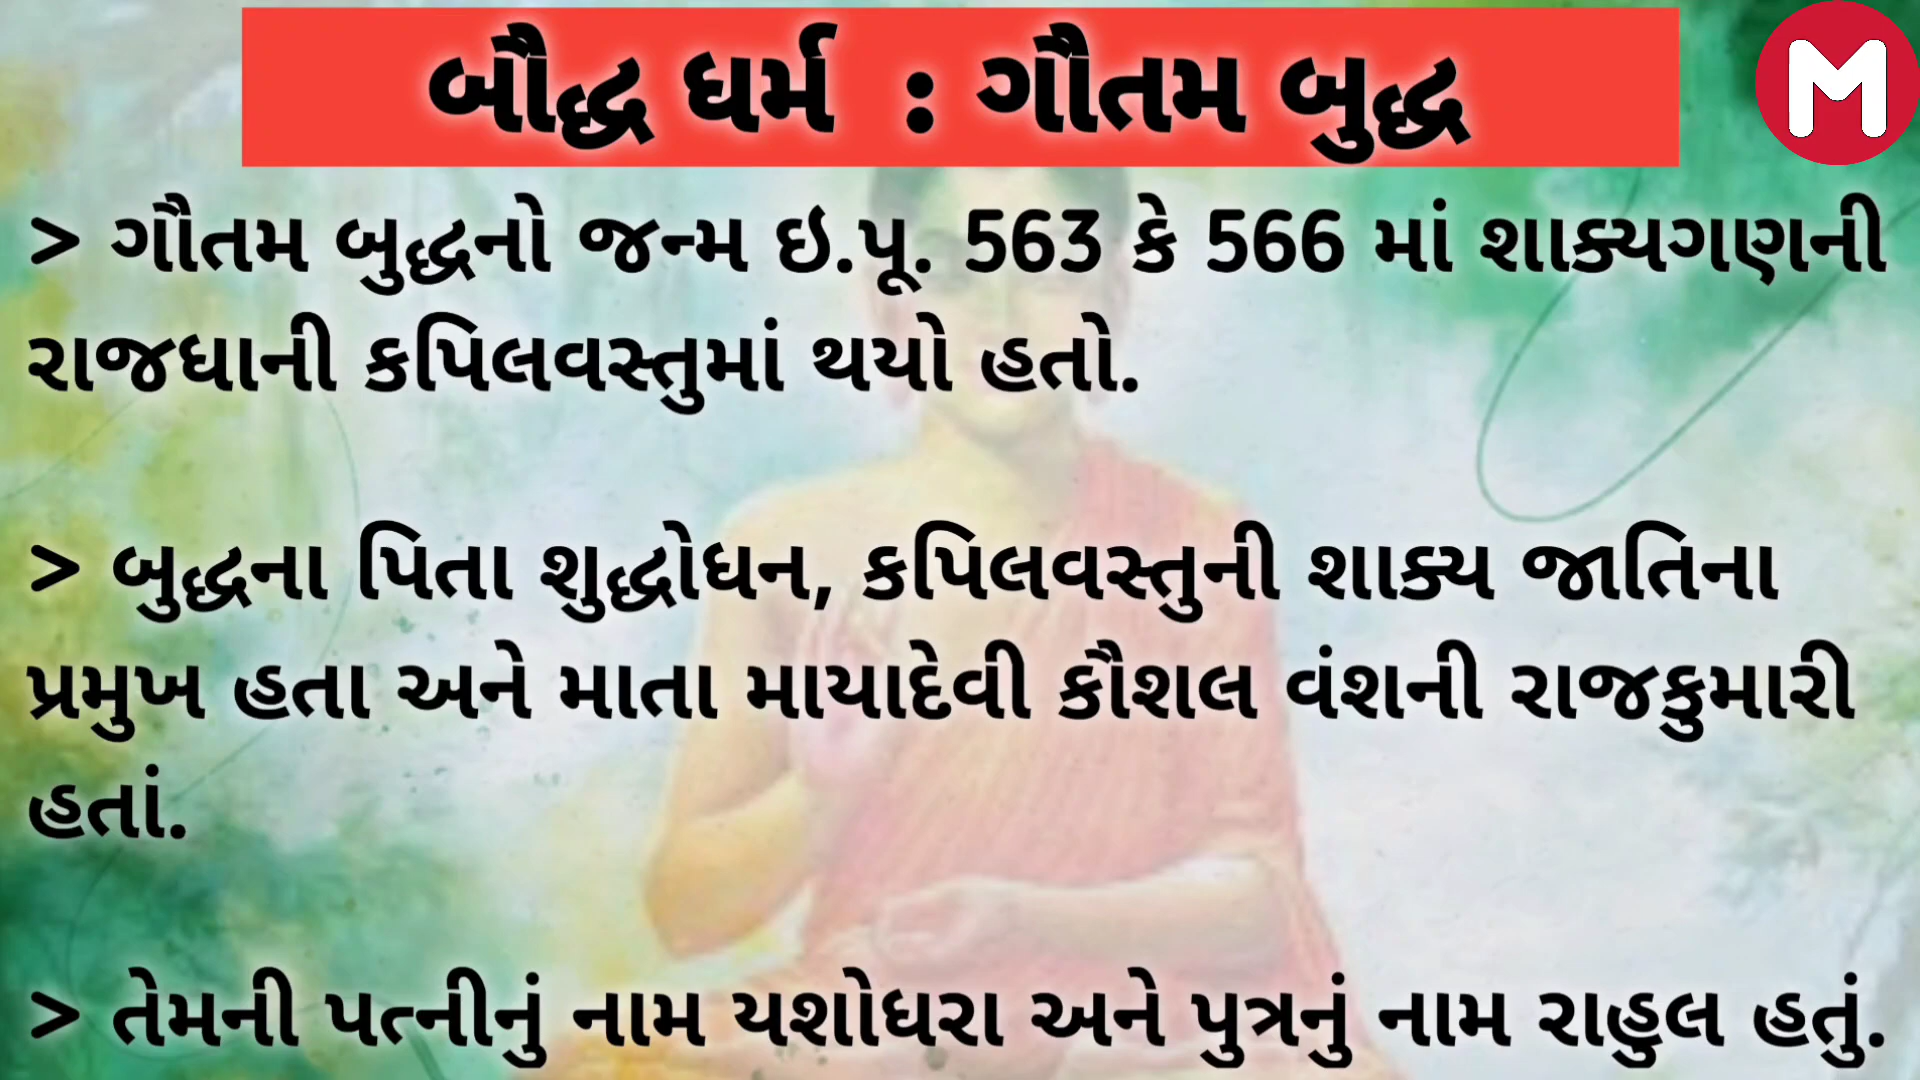 બૌદ્ધ ધર્મ : ગૌતમ બુદ્ધ
M
> ગૌતમ બુદ્ધનો જન્મ ઇ.પૂ. 563 કે 566 માં શાક્યગણની
રાજધાની કપિલવસ્તુમાં થયો હતો.
> બુદ્ધના પિતા શુદ્ધોધન, કપિલવસ્તુની શાક્ય જાતિના
પ્રમુખ હતા અને માતા માયાદેવી કૌશલ વંશની રાજકુમારી
હતાં.
> તેમની પત્નીનું નામ યશોધરા અને પુત્રનું નામ રાહુલ હતું.